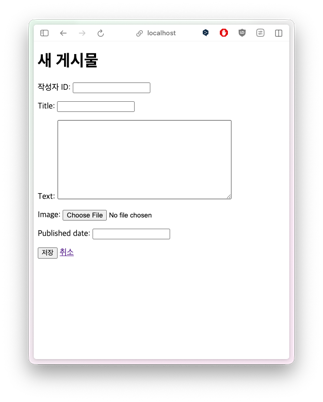 localhost
새 게시물
작성자 ID:
Title:
Text:
Image: Choose File No file chosen
Published date:
저장 취소